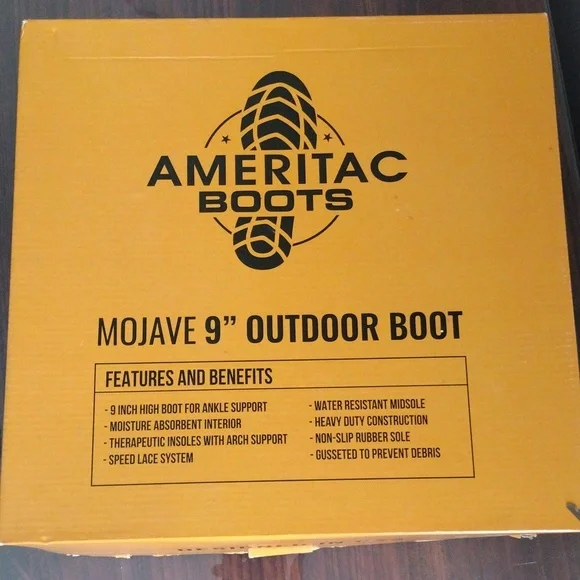 AMERITAC
BOOTS
MOJAVE 9” OUTDOOR BOOT
FEATURES AND BENEFITS
- 9 INCH HIGH BOOT FOR ANKLE SUPPORT
- MOISTURE ABSORBENT INTERIOR
- THERAPEUTIC INSOLES WITH ARCH SUPPORT
- SPEED LACE SYSTEM
- WATER RESISTANT MIDSOLE
- HEAVY DUTY CONSTRUCTION
- NON-SLIP RUBBER SOLE
- GUSSETED TO PREVENT DEBRIS
DESIGNED IN